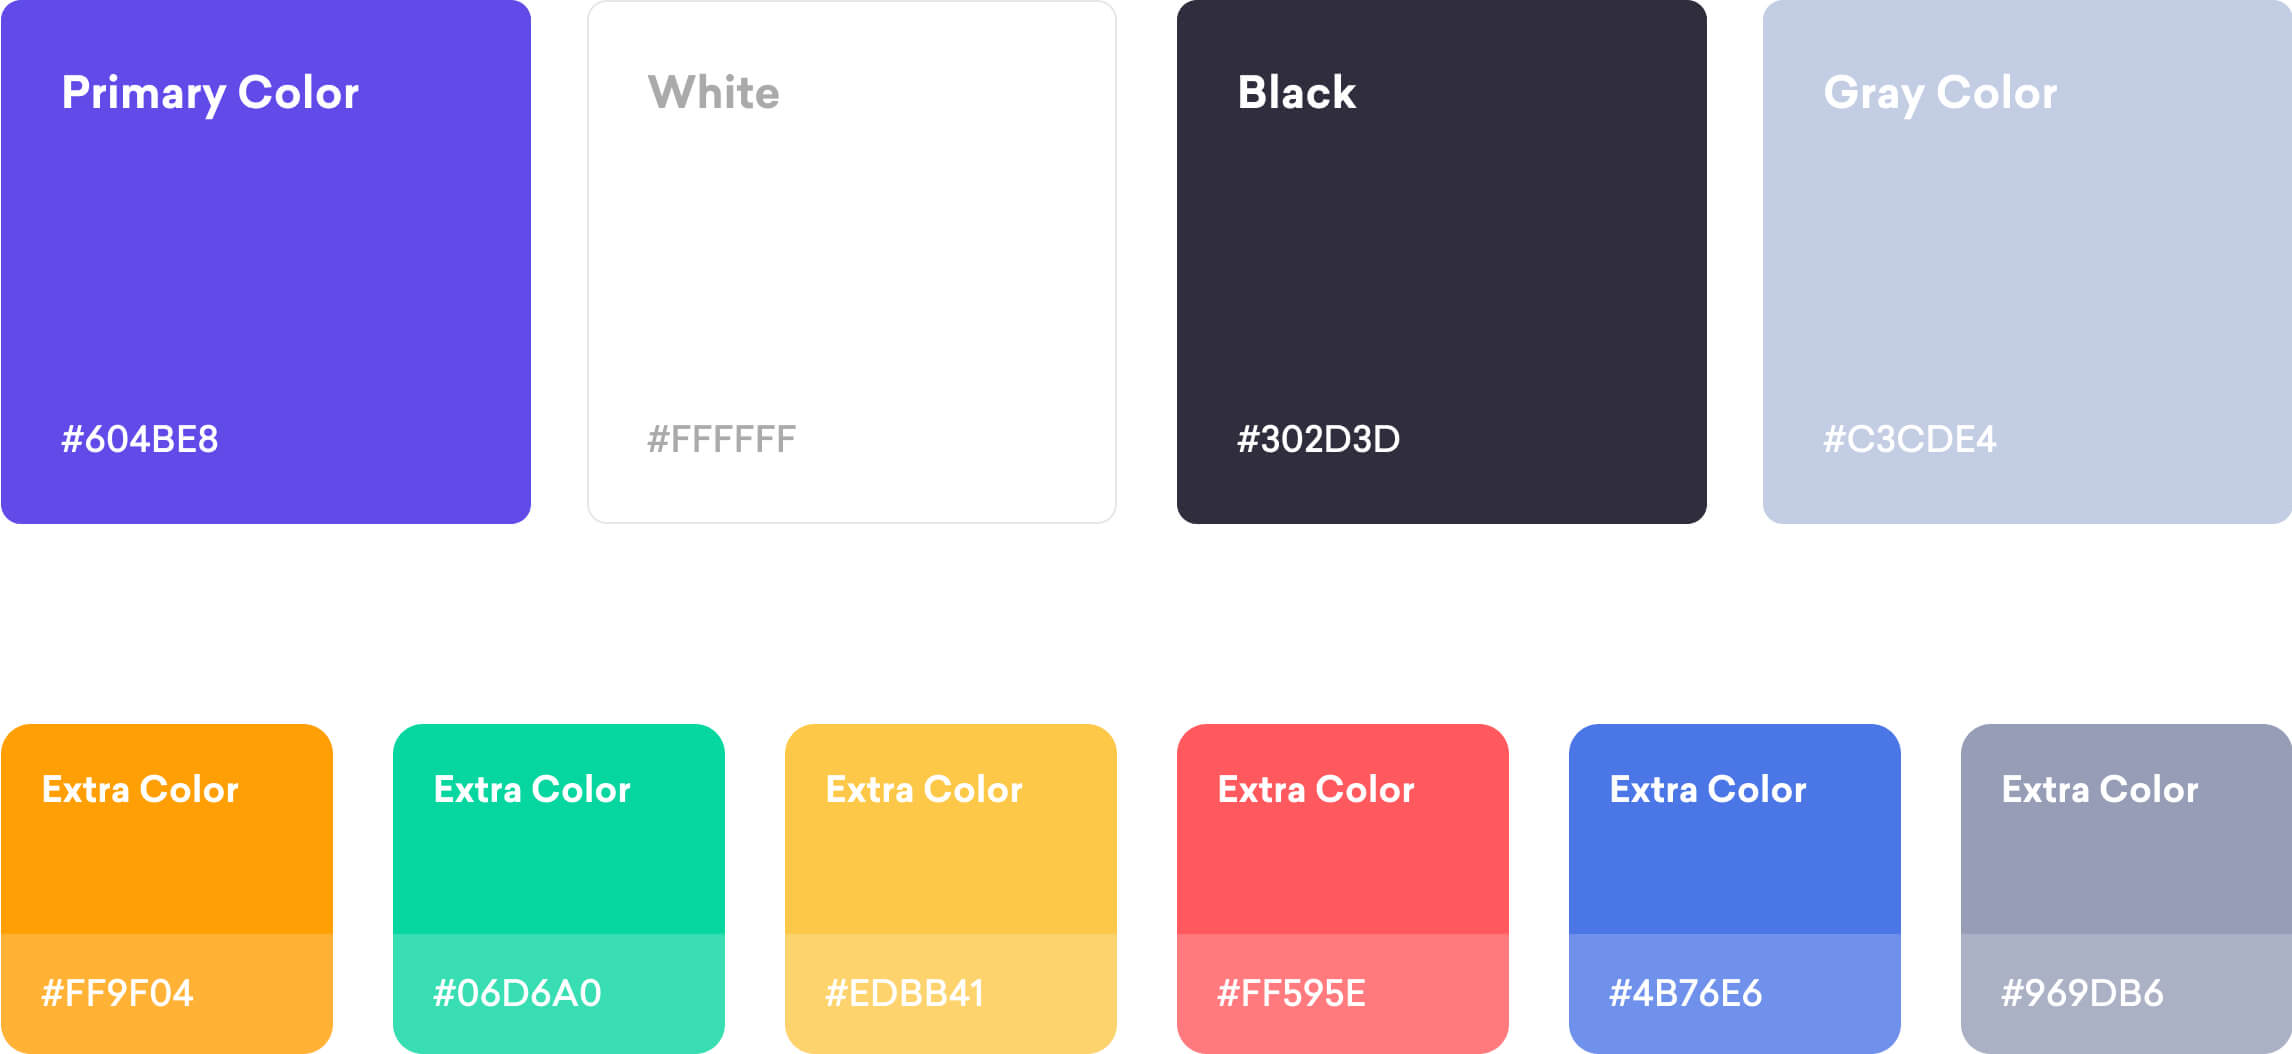 Primary Color
White
Black
Gray Color
#604BE8
#FFFFFF
#302D3D
#C3CDE4
Extra Color
Extra Color
Extra Color
Extra Color
Extra Color
Extra Color
#FF9F04
#06D6A0
#EDBB41
#FF595E
#4B76E6
#969DB6